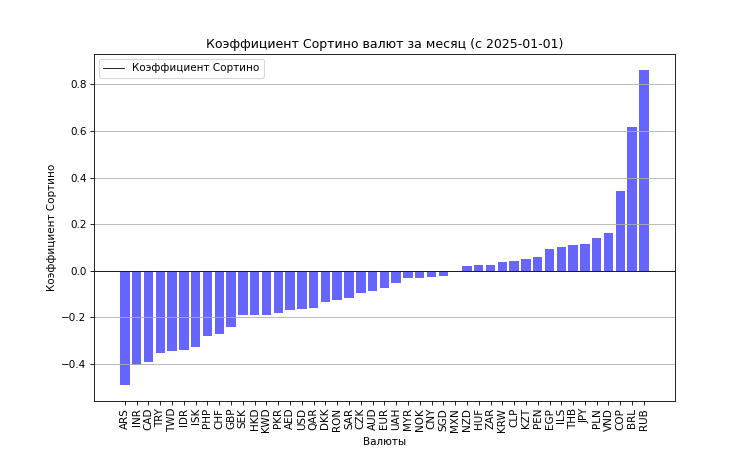 Коэффициент Сортино валют за месяц (с 2025-01-01)
Коэффициент Сортино
Коэффициент Сортино
0.8
0.6
0.4
0.2
0.0
−0.2
−0.4
ARS INR CAD TRY TWD IDR ISK PHP CHF GBP SEK HKD KWD PKR AED USD QAR DKK RON SAR CZK AUD EUR UAH MYR NOK CNY SGD MXN NZD HUF ZAR KRW CLP KZT PEN EGP ILS THB JPY PLN VND COP BRL RUB
Валюты